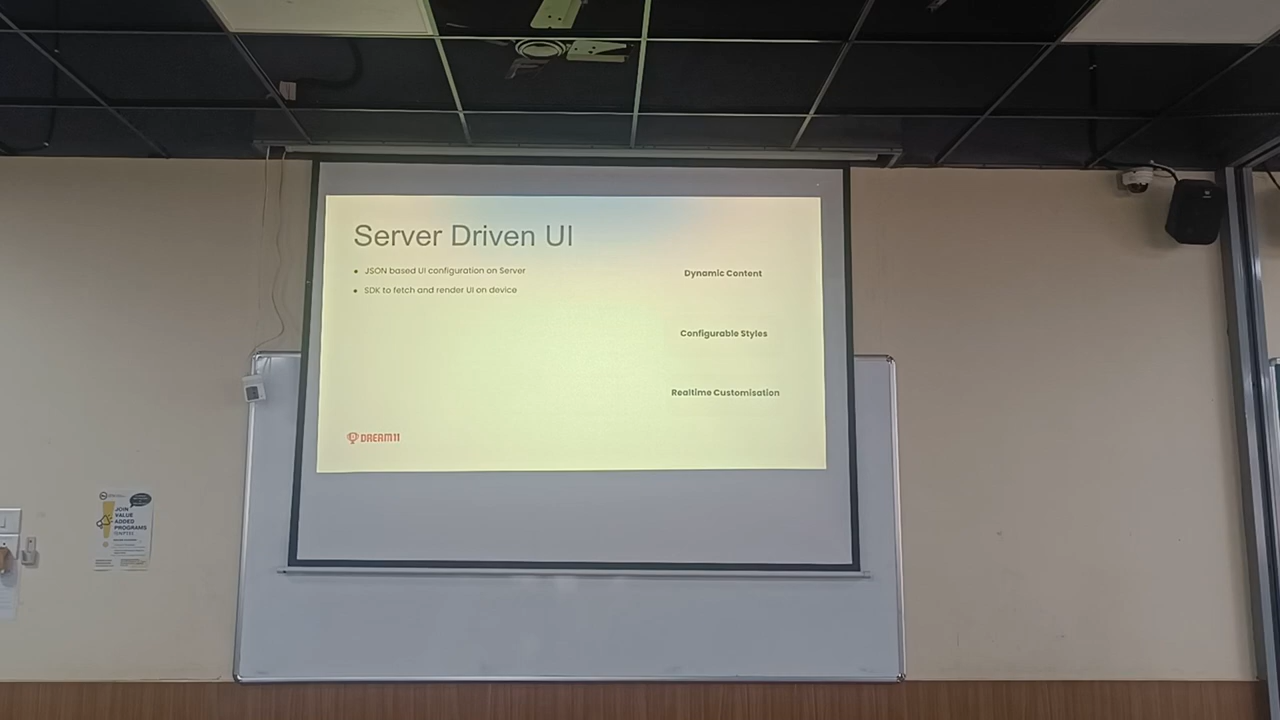 Server Driven UI
• JSON based UI configuration on Server
• SDK to fetch and render UI on device
Dynamic Content
Configurable Styles
Realtime Customisation
DREAM11
JOIN
VALUE
ADDED
PROGRAMS